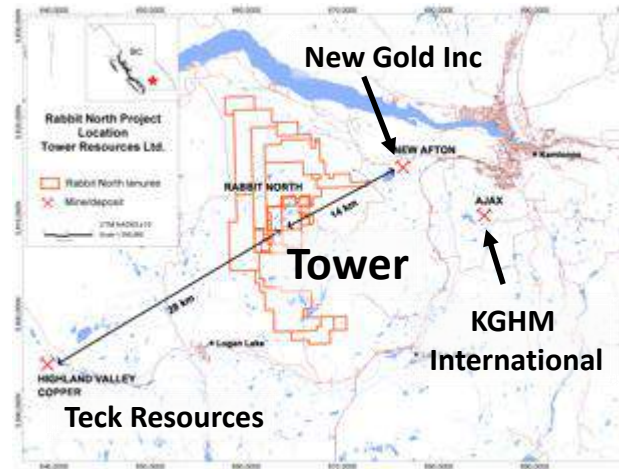 BC
Rabbit North Project
Location
Tower Resources Ltd.
Rabbit North tenures
Mine/deposit
New Gold Inc
NEW AFTON
Kamloops
RABBIT NORTH
AJAX
14 km
Tower
28 km
KGHM
International
Logan Lake
HIGHLAND VALLEY
COPPER
Teck Resources